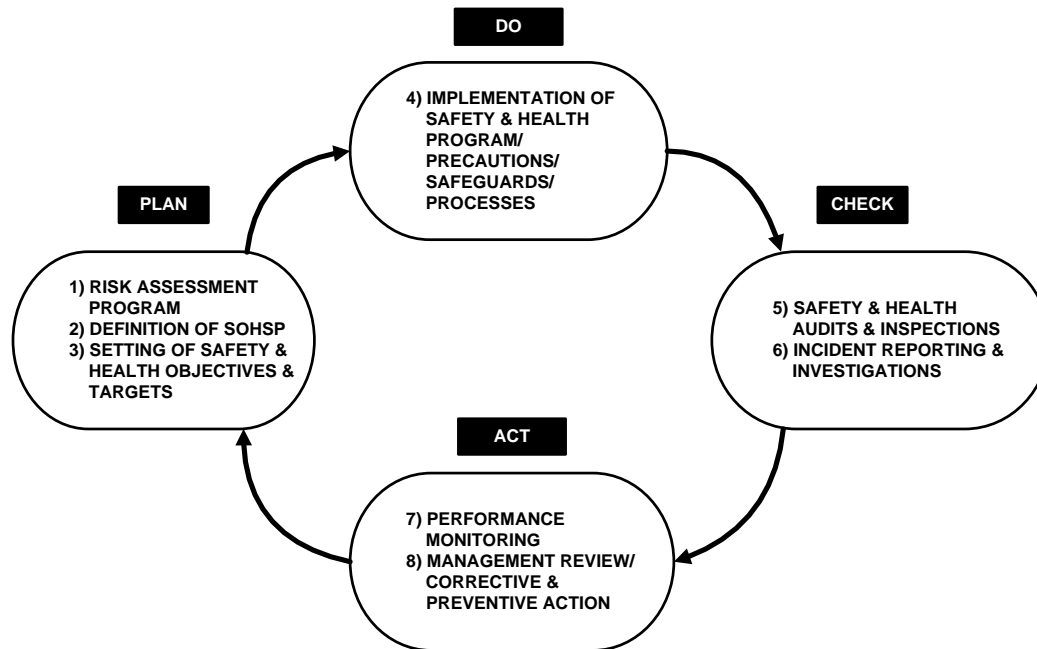 DO
4) IMPLEMENTATION OF
SAFETY & HEALTH
PROGRAM/
PRECAUTIONS/
SAFEGUARDS/
PROCESSES
PLAN
CHECK
1) RISK ASSESSMENT
PROGRAM
2) DEFINITION OF SOHSP
3) SETTING OF SAFETY &
HEALTH OBJECTIVES &
TARGETS
5) SAFETY & HEALTH
AUDITS & INSPECTIONS
6) INCIDENT REPORTING &
INVESTIGATIONS
ACT
7) PERFORMANCE
MONITORING
8) MANAGEMENT REVIEW/
CORRECTIVE &
PREVENTIVE ACTION